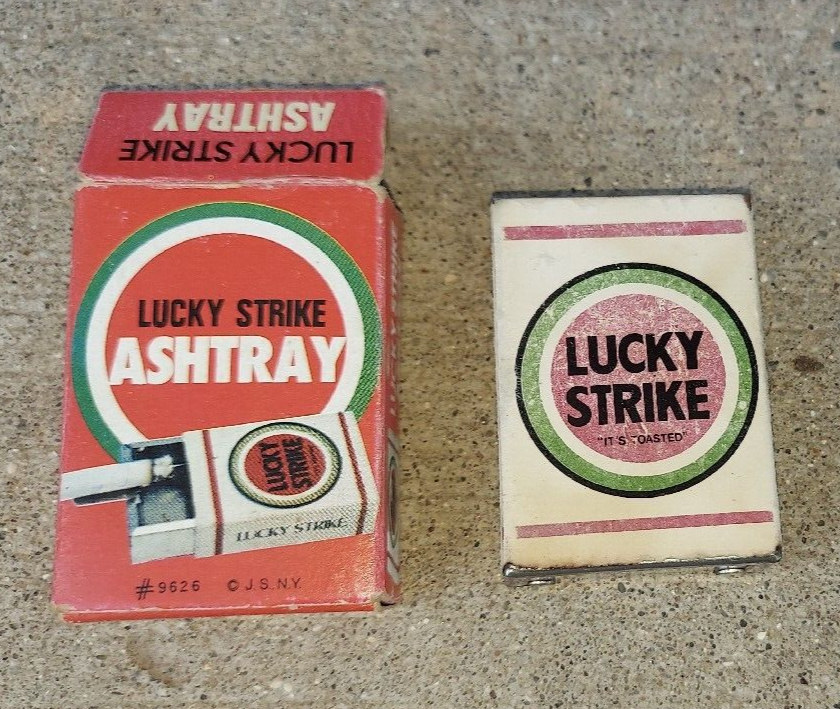 LUCKY STRIKE
ASHTRAY
LUCKY STRIKE
ASHTRAY
LUCKY
STRIKE
LUCKY STRIKE
#9626 © J.S. N.Y.
LUCKY
STRIKE
"IT'S TOASTED"